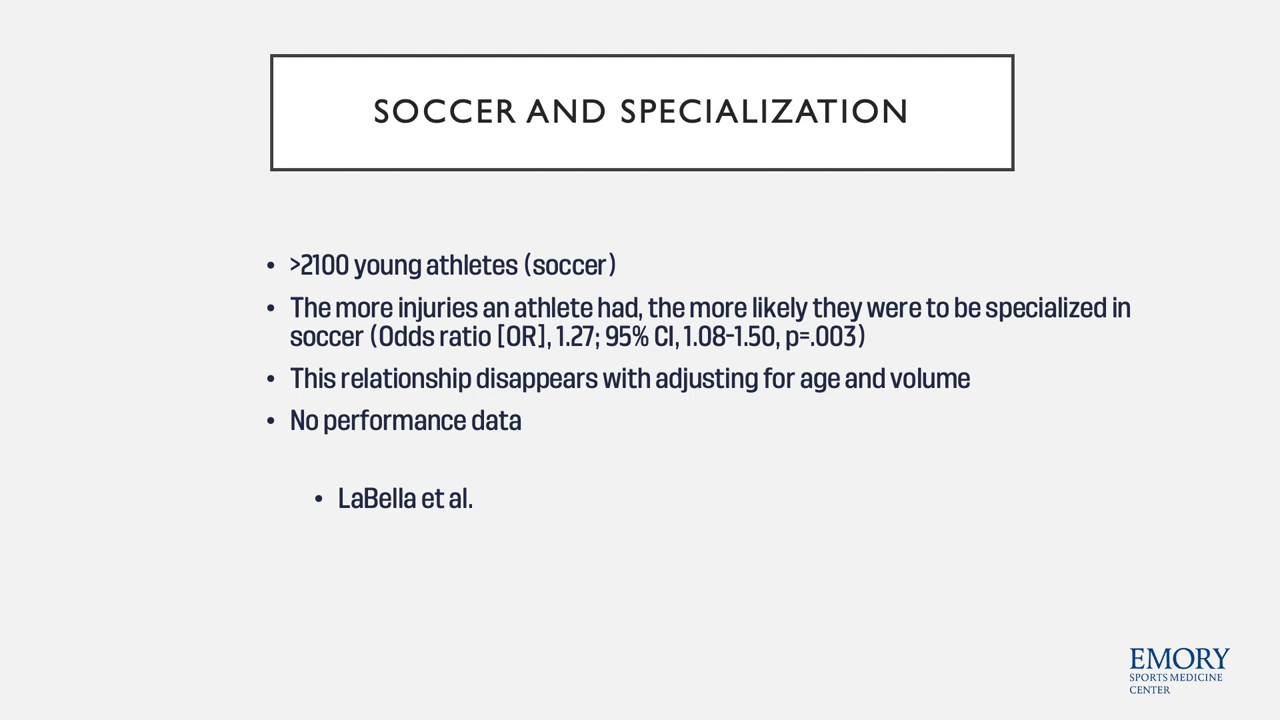 SOCCER AND SPECIALIZATION
• >2100 young athletes (soccer)
• The more injuries an athlete had, the more likely they were to be specialized in
soccer (Odds ratio [OR], 1.27; 95% CI, 1.08-1.50, p=.003)
• This relationship disappears with adjusting for age and volume
• No performance data
• LaBella et al.
EMORY
SPORTS MEDICINE
CENTER